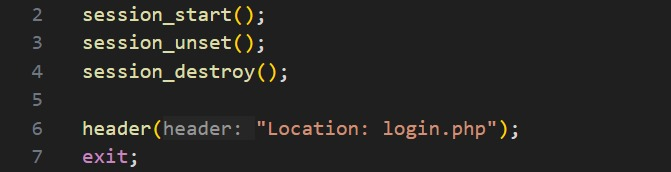 2 session_start();
3 session_unset();
4 session_destroy();
5
6 header(header: "Location: login.php");
7 exit;